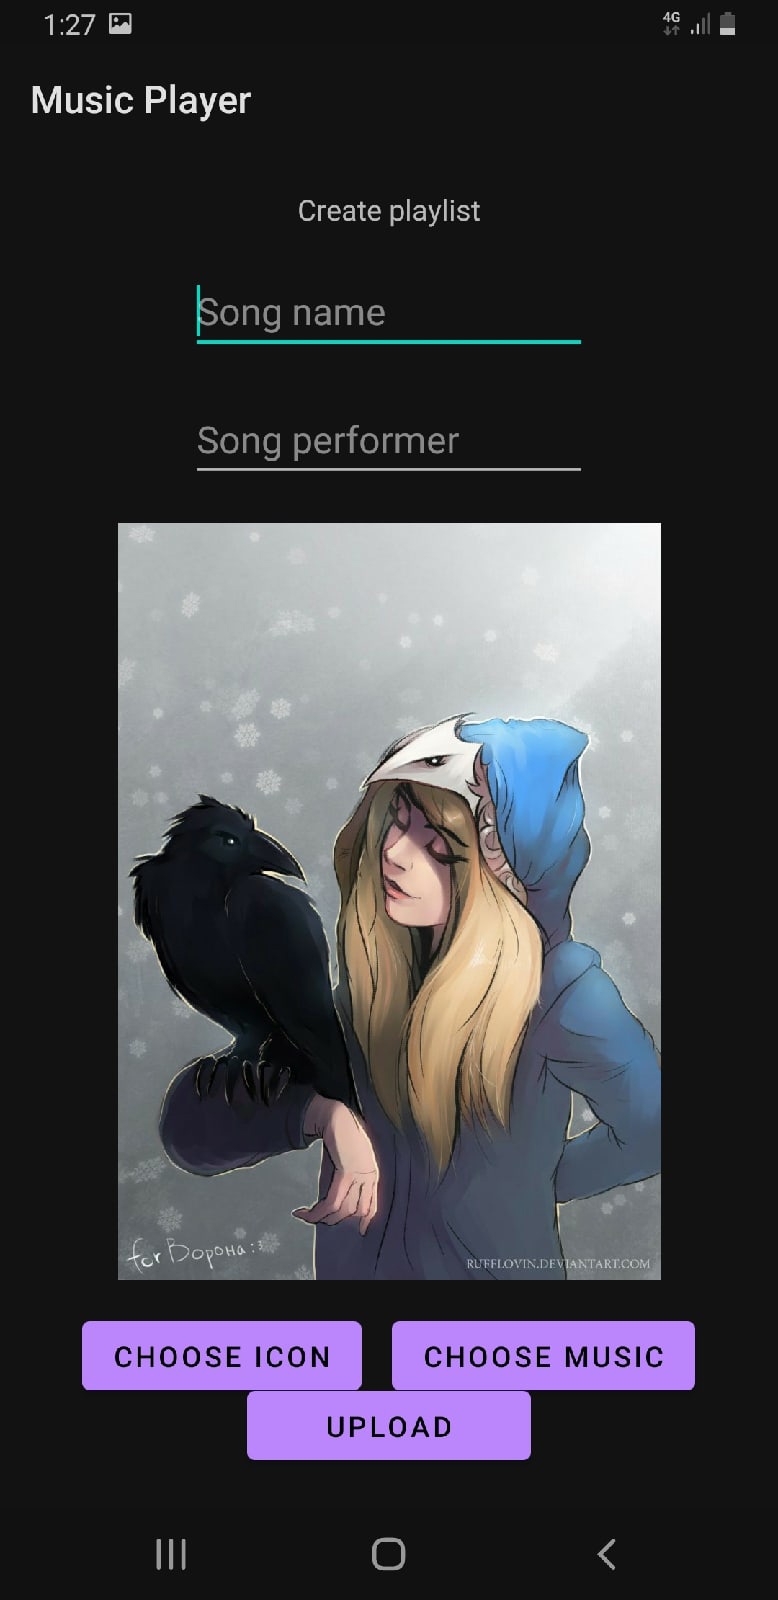 1:27
4G
Music Player
Create playlist
Song name
Song performer
for Ворона :3
RUFFLOVIN.DEVIANTART.COM
CHOOSE ICON
CHOOSE MUSIC
UPLOAD